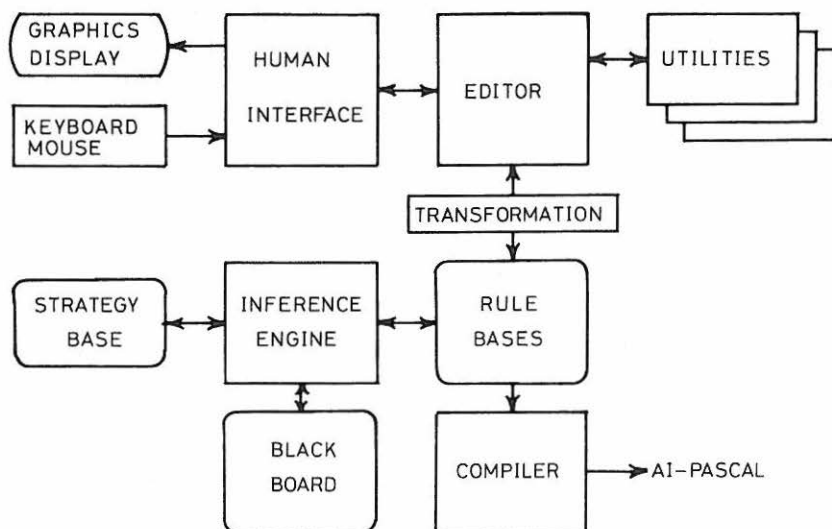 GRAPHICS
DISPLAY
HUMAN
INTERFACE
EDITOR
UTILITIES
KEYBOARD
MOUSE
TRANSFORMATION
STRATEGY
BASE
INFERENCE
ENGINE
RULE
BASES
BLACK
BOARD
COMPILER
AI-PASCAL